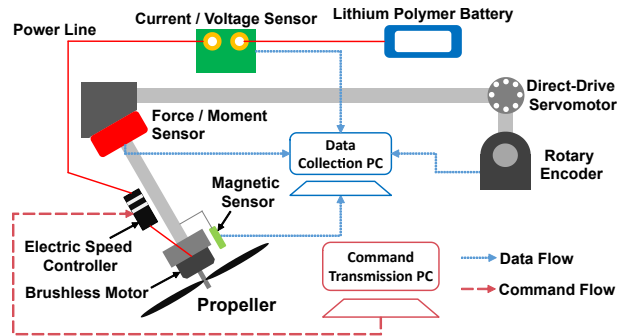 Current / Voltage Sensor
Lithium Polymer Battery
Power Line
Direct-Drive
Servomotor
Force / Moment
Sensor
Data
Collection PC
Rotary
Encoder
Magnetic
Sensor
Electric Speed
Controller
Brushless Motor
Propeller
Command
Transmission PC
Data Flow
Command Flow